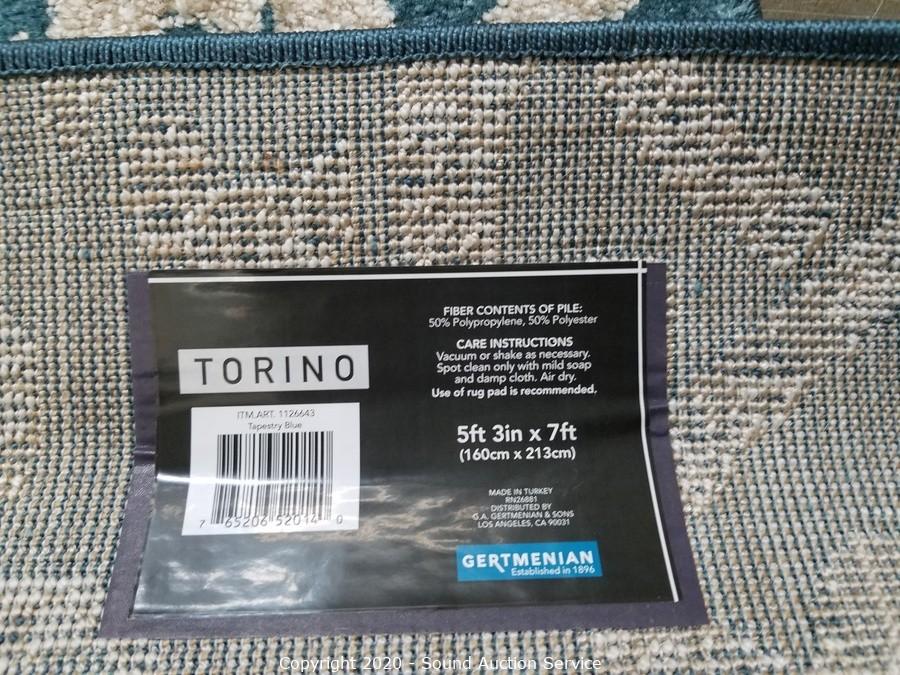 TORINO
ITM.ART. 1126643
Tapestry Blue
7 65206 52014 0
FIBER CONTENTS OF PILE:
50% Polypropylene, 50% Polyester
CARE INSTRUCTIONS
Vacuum or shake as necessary.
Spot clean only with mild soap
and damp cloth. Air dry.
Use of rug pad is recommended.
5ft 3in x 7ft
(160cm x 213cm)
MADE IN TURKEY
RN26881
DISTRIBUTED BY
G.A. GERTMENIAN & SONS
LOS ANGELES, CA 90031
GERTMENIAN
Established in 1896
Copyright 2020 - Sound Auction Service